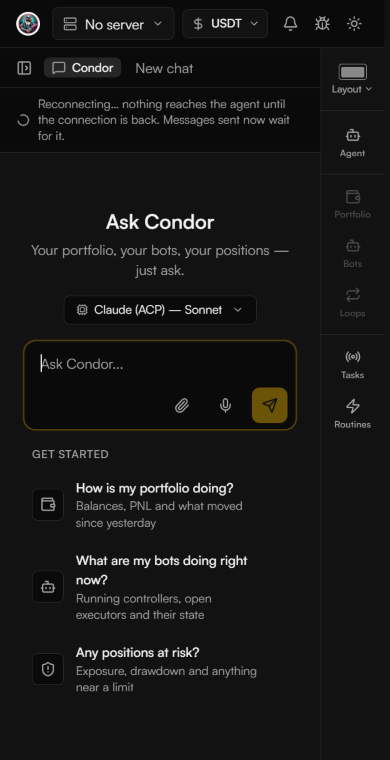 No server
$ USDT
Condor
New chat
Layout
Reconnecting… nothing reaches the agent until
the connection is back. Messages sent now wait
for it.
Agent
Portfolio
Bots
Loops
Tasks
Routines
Ask Condor
Your portfolio, your bots, your positions —
just ask.
Claude (ACP) — Sonnet
Ask Condor...
GET STARTED
How is my portfolio doing?
Balances, PNL and what moved
since yesterday
What are my bots doing right
now?
Running controllers, open
executors and their state
Any positions at risk?
Exposure, drawdown and anything
near a limit